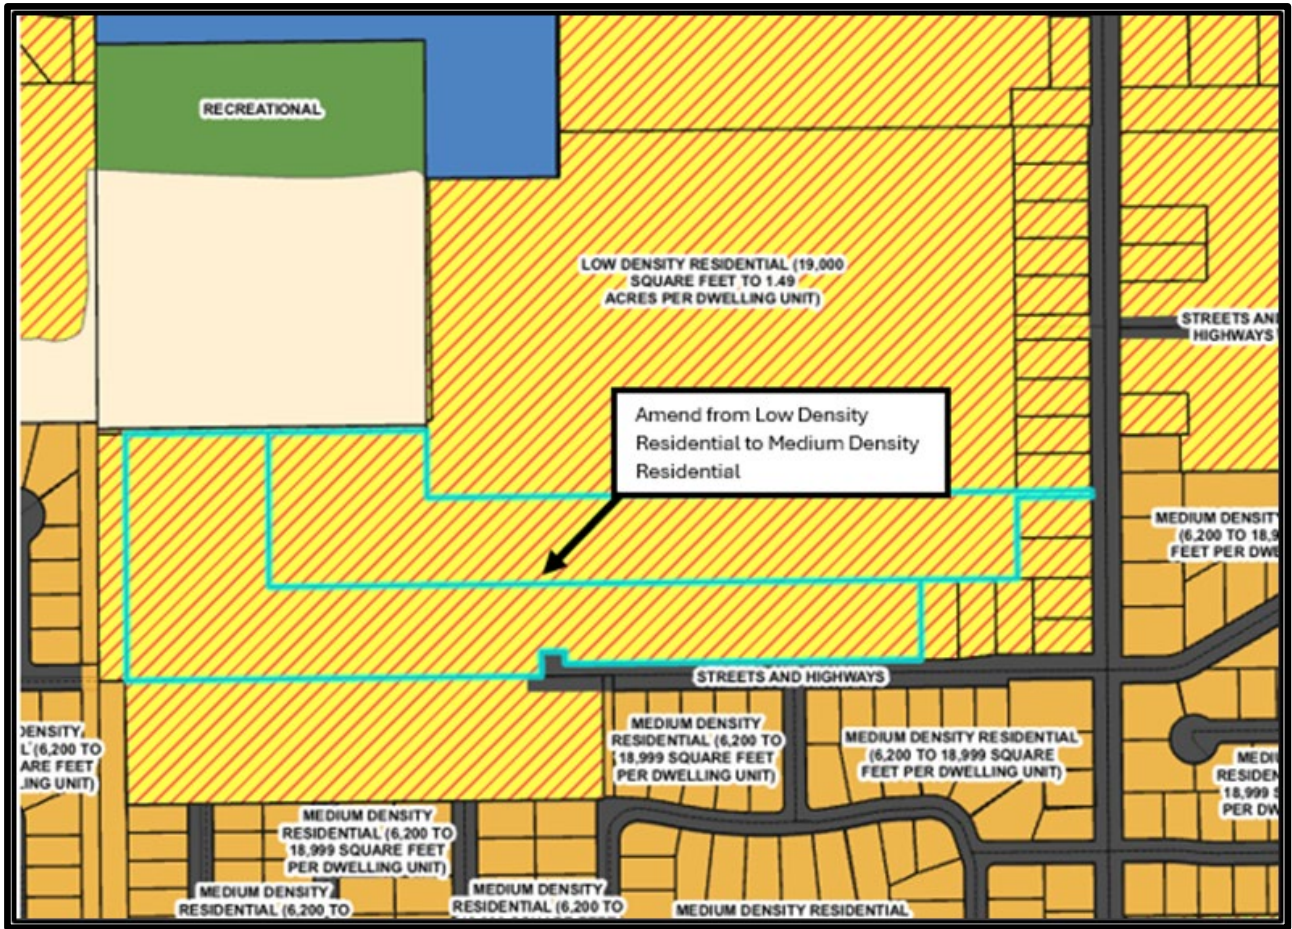 RECREATIONAL
LOW DENSITY RESIDENTIAL (19,000
SQUARE FEET TO 1.49
ACRES PER DWELLING UNIT)
STREETS AN
HIGHWAYS
Amend from Low Density
Residential to Medium Density
Residential
MEDIUM DENSITY
(6,200 TO 18,9
FEET PER DWE
STREETS AND HIGHWAYS
DENSITY
L (6,200 TO
ARE FEET
LING UNIT)
MEDIUM DENSITY
RESIDENTIAL (6,200 TO
18,999 SQUARE FEET
PER DWELLING UNIT)
MEDIUM DENSITY RESIDENTIAL
(6,200 TO 18,999 SQUARE
FEET PER DWELLING UNIT)
MEDI
RESIDEN
18,999 S
PER DW
MEDIUM DENSITY
RESIDENTIAL (6,200 TO
18,999 SQUARE FEET
PER DWELLING UNIT)
MEDIUM DENSITY
RESIDENTIAL (6,200 TO
MEDIUM DENSITY
RESIDENTIAL (6,200 TO
MEDIUM DENSITY RESIDENTIAL